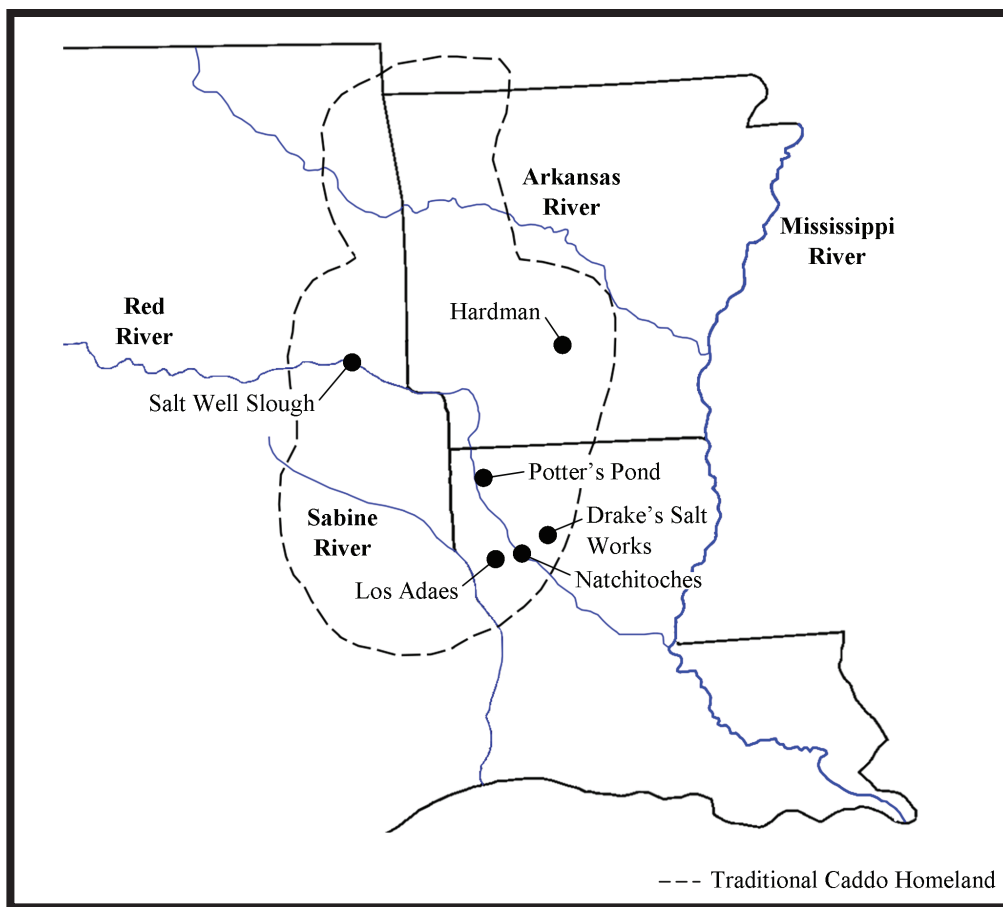 Arkansas
River
Mississippi
River
Hardman
Red
River
Salt Well Slough
Potter's Pond
Sabine
River
Drake's Salt
Works
Los Adaes
Natchitoches
Traditional Caddo Homeland